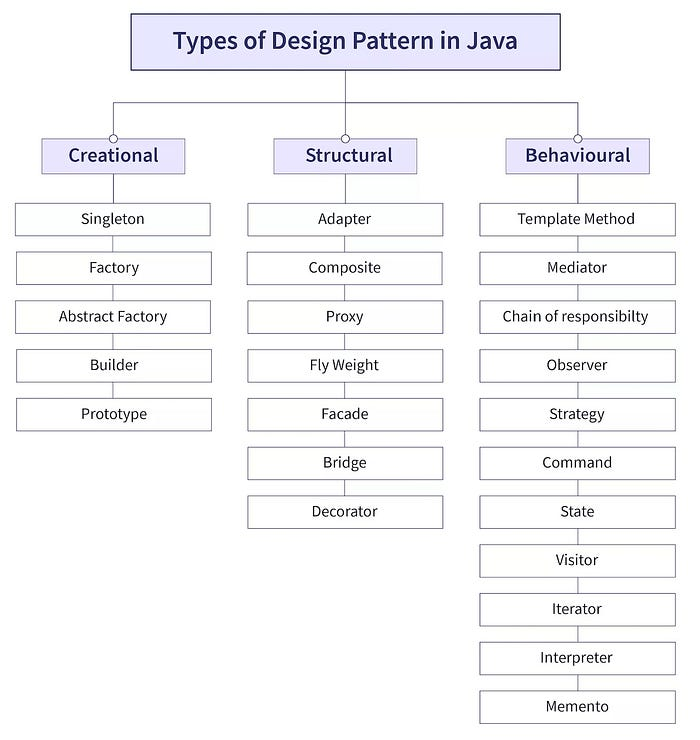 Types of Design Pattern in Java
Creational
Singleton
Factory
Abstract Factory
Builder
Prototype
Structural
Adapter
Composite
Proxy
Fly Weight
Facade
Bridge
Decorator
Behavioural
Template Method
Mediator
Chain of responsibilty
Observer
Strategy
Command
State
Visitor
Iterator
Interpreter
Memento